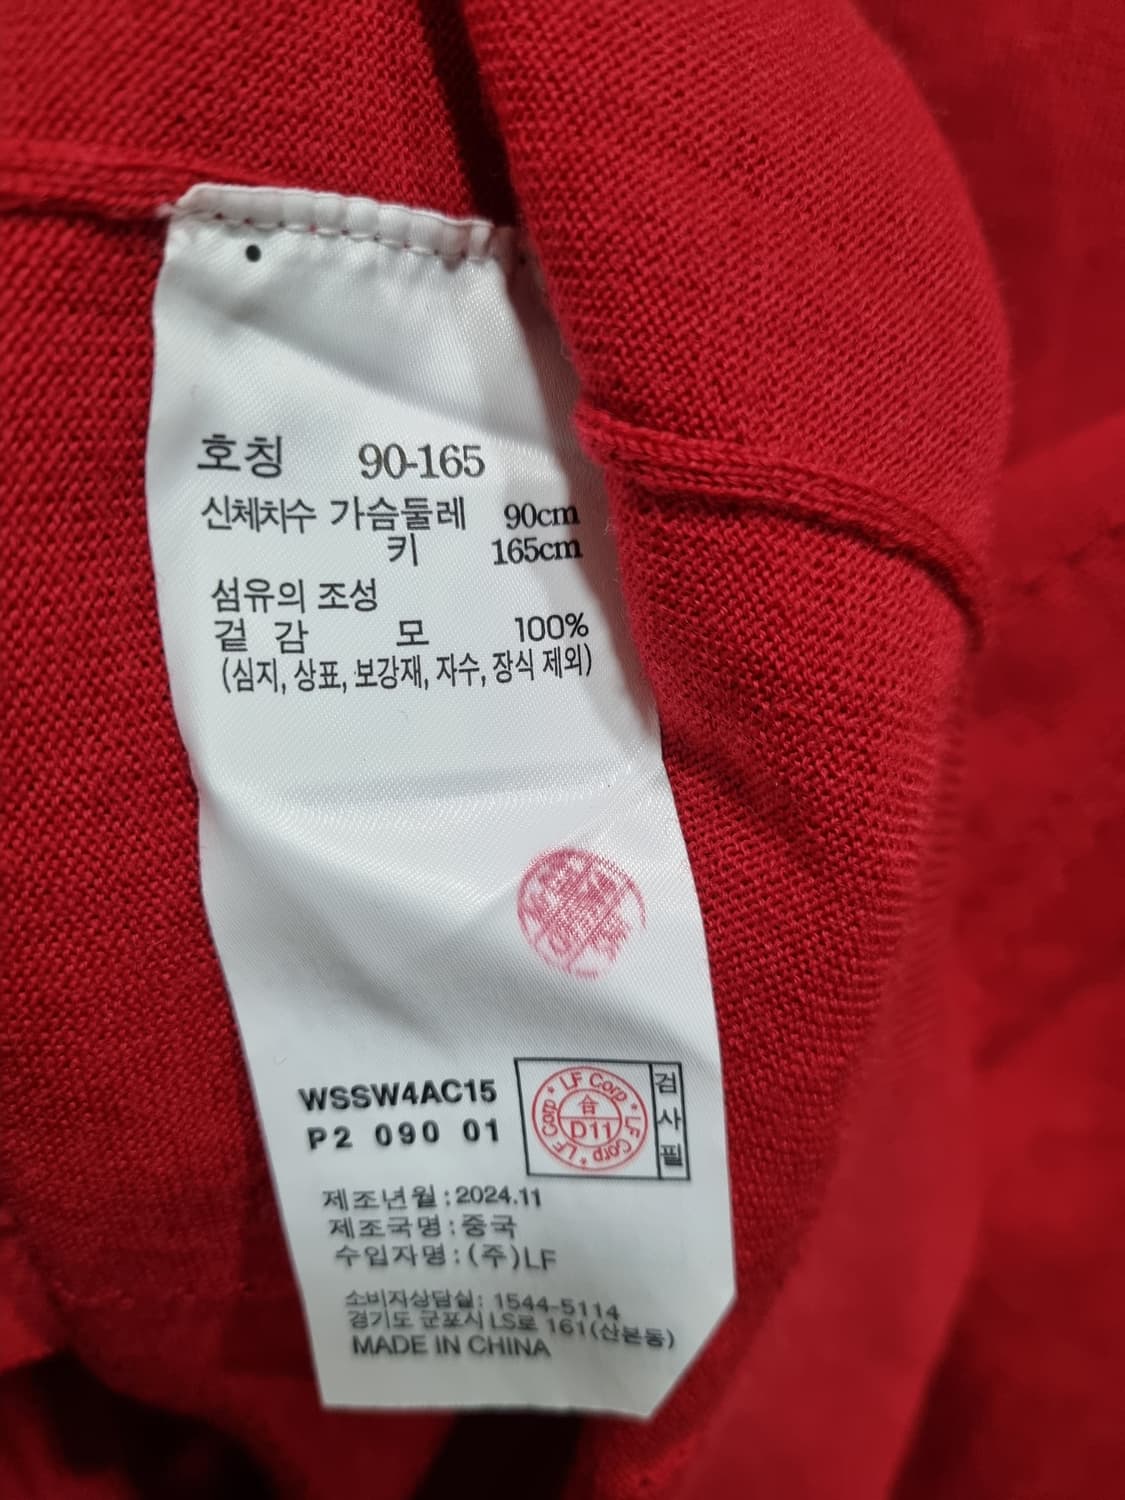 호칭 90-165
신체치수 가슴둘레 90cm
키 165cm
섬유의 조성
겉 감 모 100%
(심지, 상표, 보강재, 자수, 장식 제외)
WSSW4AC15
P2 090 01
LF Corp * LF Corp * LF Corp *
合
D11
검사필
제조년월 : 2024.11
제조국명 : 중국
수입자명 : (주)LF
소비자상담실: 1544-5114
경기도 군포시 LS로 161(산본동)
MADE IN CHINA